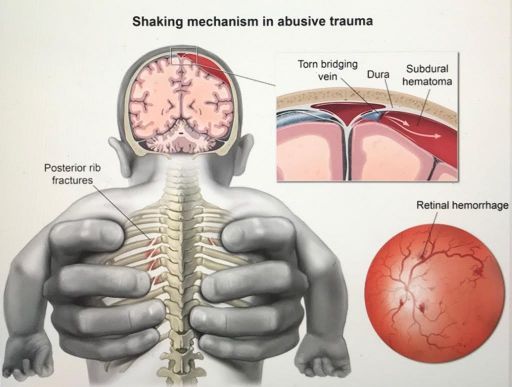 Shaking mechanism in abusive trauma
Torn bridging
vein
Dura
Subdural
hematoma
Posterior rib
fractures
Retinal hemorrhage